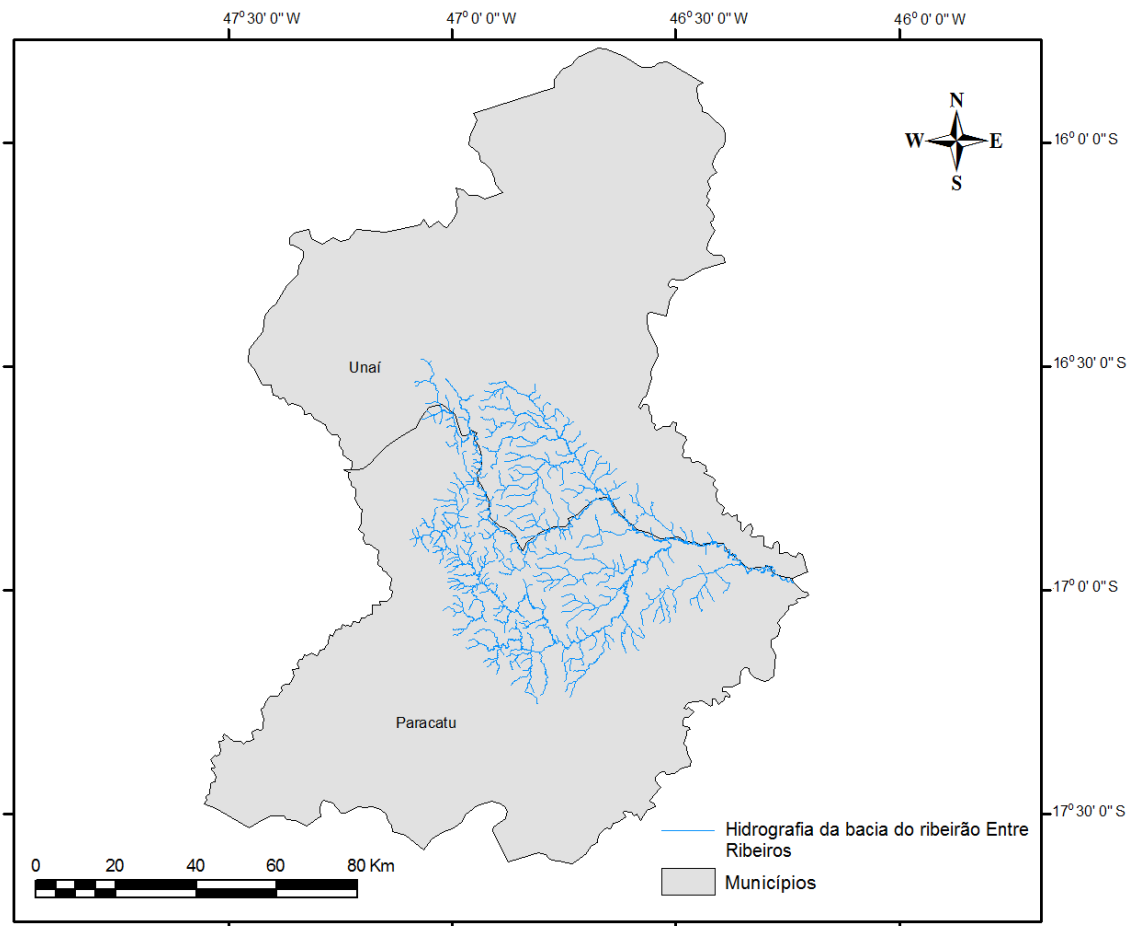 47° 30' 0" W
47° 0' 0" W
46° 30' 0" W
46° 0' 0" W
N
W E
S
16° 0' 0" S
Unaí
16° 30' 0" S
17° 0' 0" S
Paracatu
17° 30' 0" S
Hidrografia da bacia do ribeirão Entre
Ribeiros
Municípios
0 20 40 60 80 Km